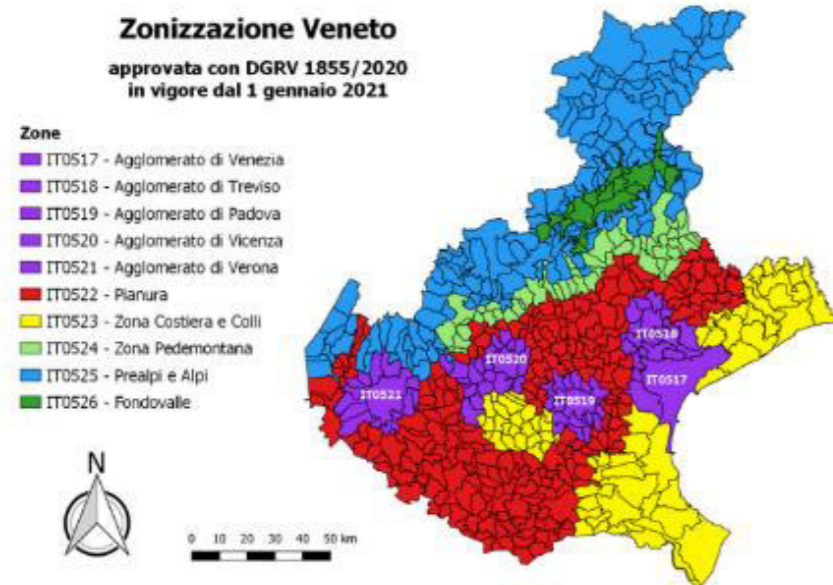 Zonizzazione Veneto
approvata con DGRV 1855/2020
in vigore dal 1 gennaio 2021
Zone
IT0517 - Agglomerato di Venezia
IT0518 - Agglomerato di Treviso
IT0519 - Agglomerato di Padova
IT0520 - Agglomerato di Vicenza
IT0521 - Agglomerato di Verona
IT0522 - Pianura
IT0523 - Zona Costiera e Colli
IT0524 - Zona Pedemontana
IT0525 - Prealpi e Alpi
IT0526 - Fondovalle
IT0518
IT0520
IT0517
IT0521
IT0519
N
0 10 20 30 40 50 km